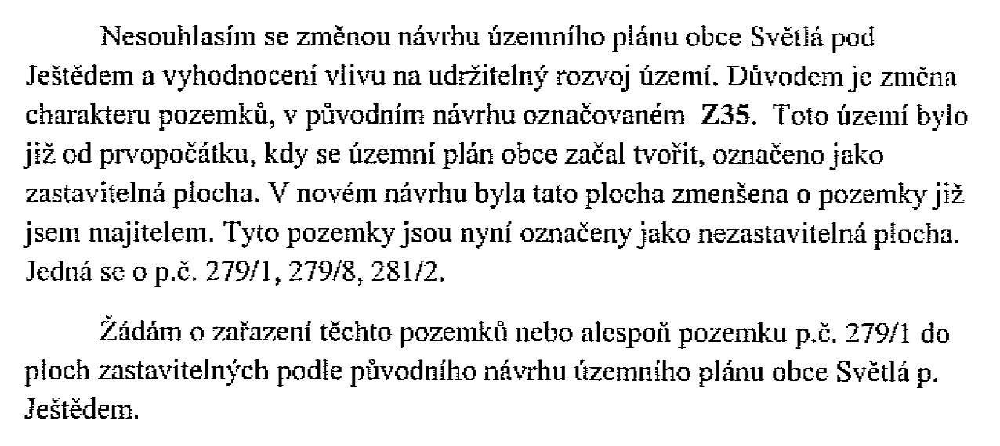 Nesouhlasím se změnou návrhu územního plánu obce Světlá pod
Ještědem a vyhodnocení vlivu na udržitelný rozvoj území. Důvodem je změna
charakteru pozemků, v původním návrhu označovaném Z35. Toto území bylo
již od prvopočátku, kdy se územní plán obce začal tvořit, označeno jako
zastavitelná plocha. V novém návrhu byla tato plocha zmenšena o pozemky již
jsem majitelem. Tyto pozemky jsou nyní označeny jako nezastavitelná plocha.
Jedná se o p.č. 279/1, 279/8, 281/2.
Žádám o zařazení těchto pozemků nebo alespoň pozemku p.č. 279/1 do
ploch zastavitelných podle původního návrhu územního plánu obce Světlá p.
Ještědem.